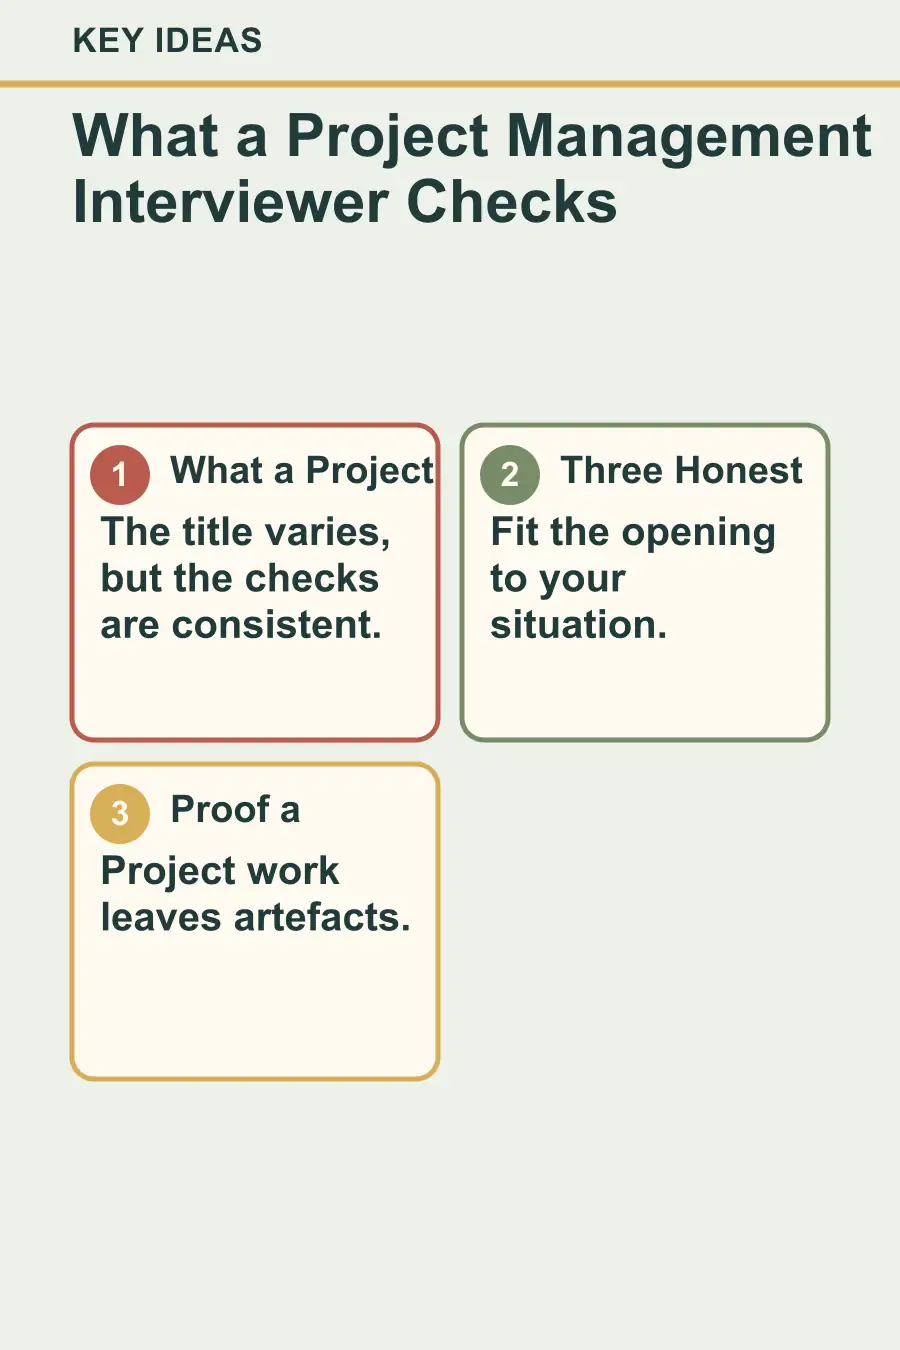 KEY IDEAS
What a Project Management
Interviewer Checks
1 What a Project
The title varies,
but the checks
are consistent.
2 Three Honest
Fit the opening
to your
situation.
3 Proof a
Project work
leaves artefacts.